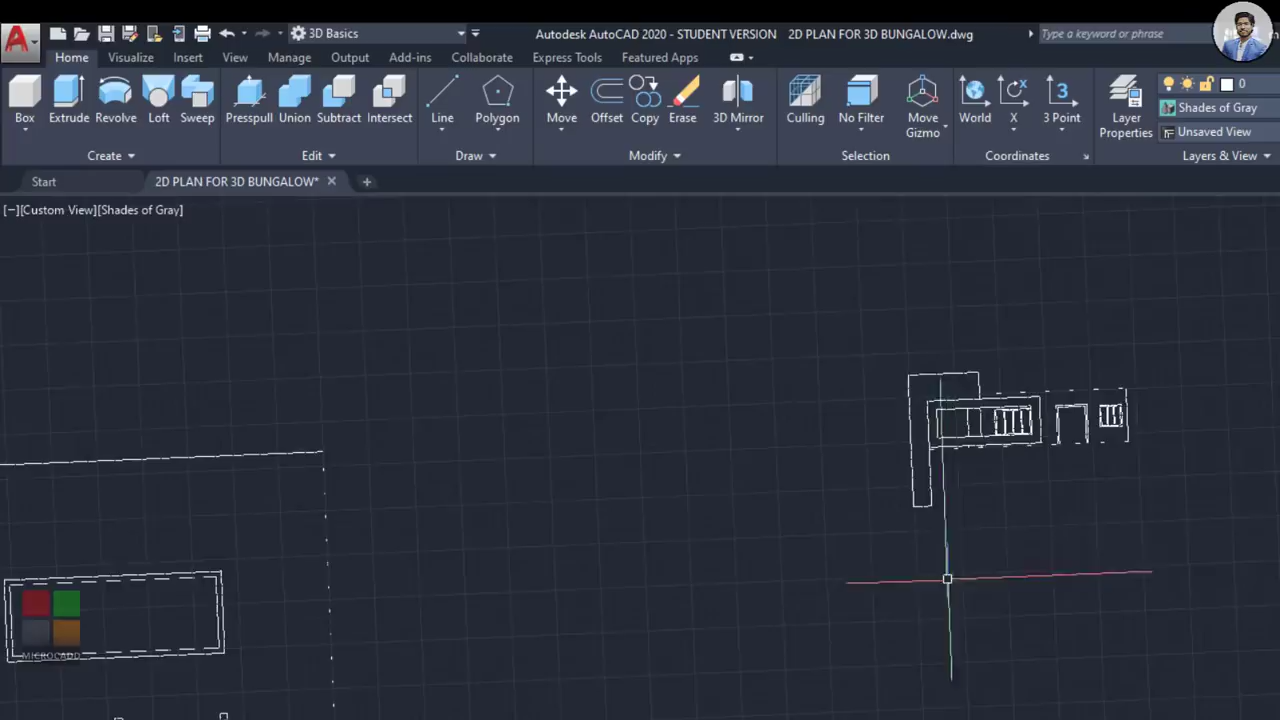 3D Basics
Autodesk AutoCAD 2020 - STUDENT VERSION 2D PLAN FOR 3D BUNGALOW.dwg
Type a keyword or phrase
Home Visualize Insert View Manage Output Add-ins Collaborate Express Tools Featured Apps
Box Extrude Revolve Loft Sweep Presspull Union Subtract Intersect Line Polygon Move Offset Copy Erase 3D Mirror Culling No Filter Move Gizmo World X 3 Point Layer Properties
0
Shades of Gray
Unsaved View
Create Edit Draw Modify Selection Coordinates Layers & View
Start 2D PLAN FOR 3D BUNGALOW*
[−][Custom View][Shades of Gray]
MICROCADD